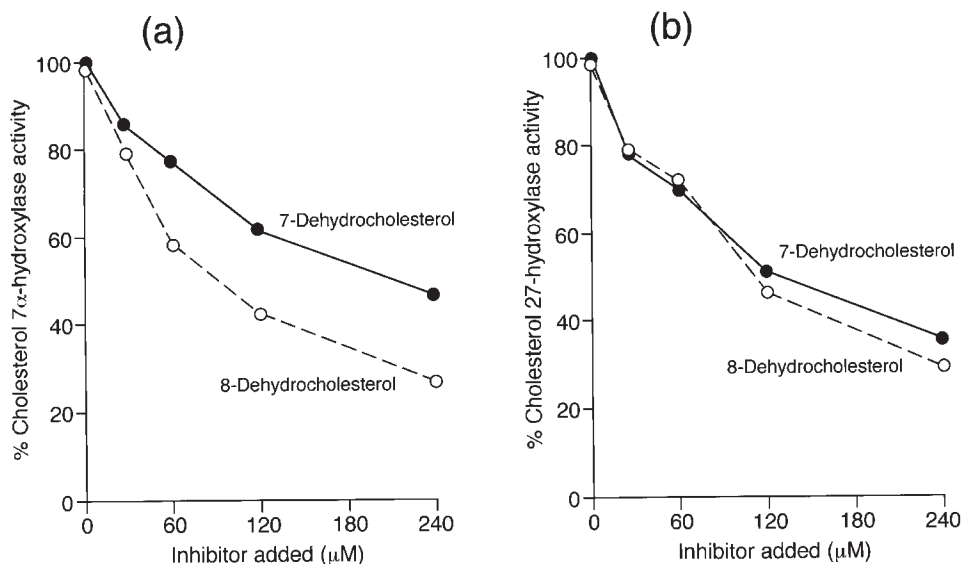 (a)
% Cholesterol 7α-hydroxylase activity
100
80
60
40
20
0
7-Dehydrocholesterol
8-Dehydrocholesterol
0 60 120 180 240
Inhibitor added (μM)
(b)
% Cholesterol 27-hydroxylase activity
100
80
60
40
20
0
7-Dehydrocholesterol
8-Dehydrocholesterol
0 60 120 180 240
Inhibitor added (μM)